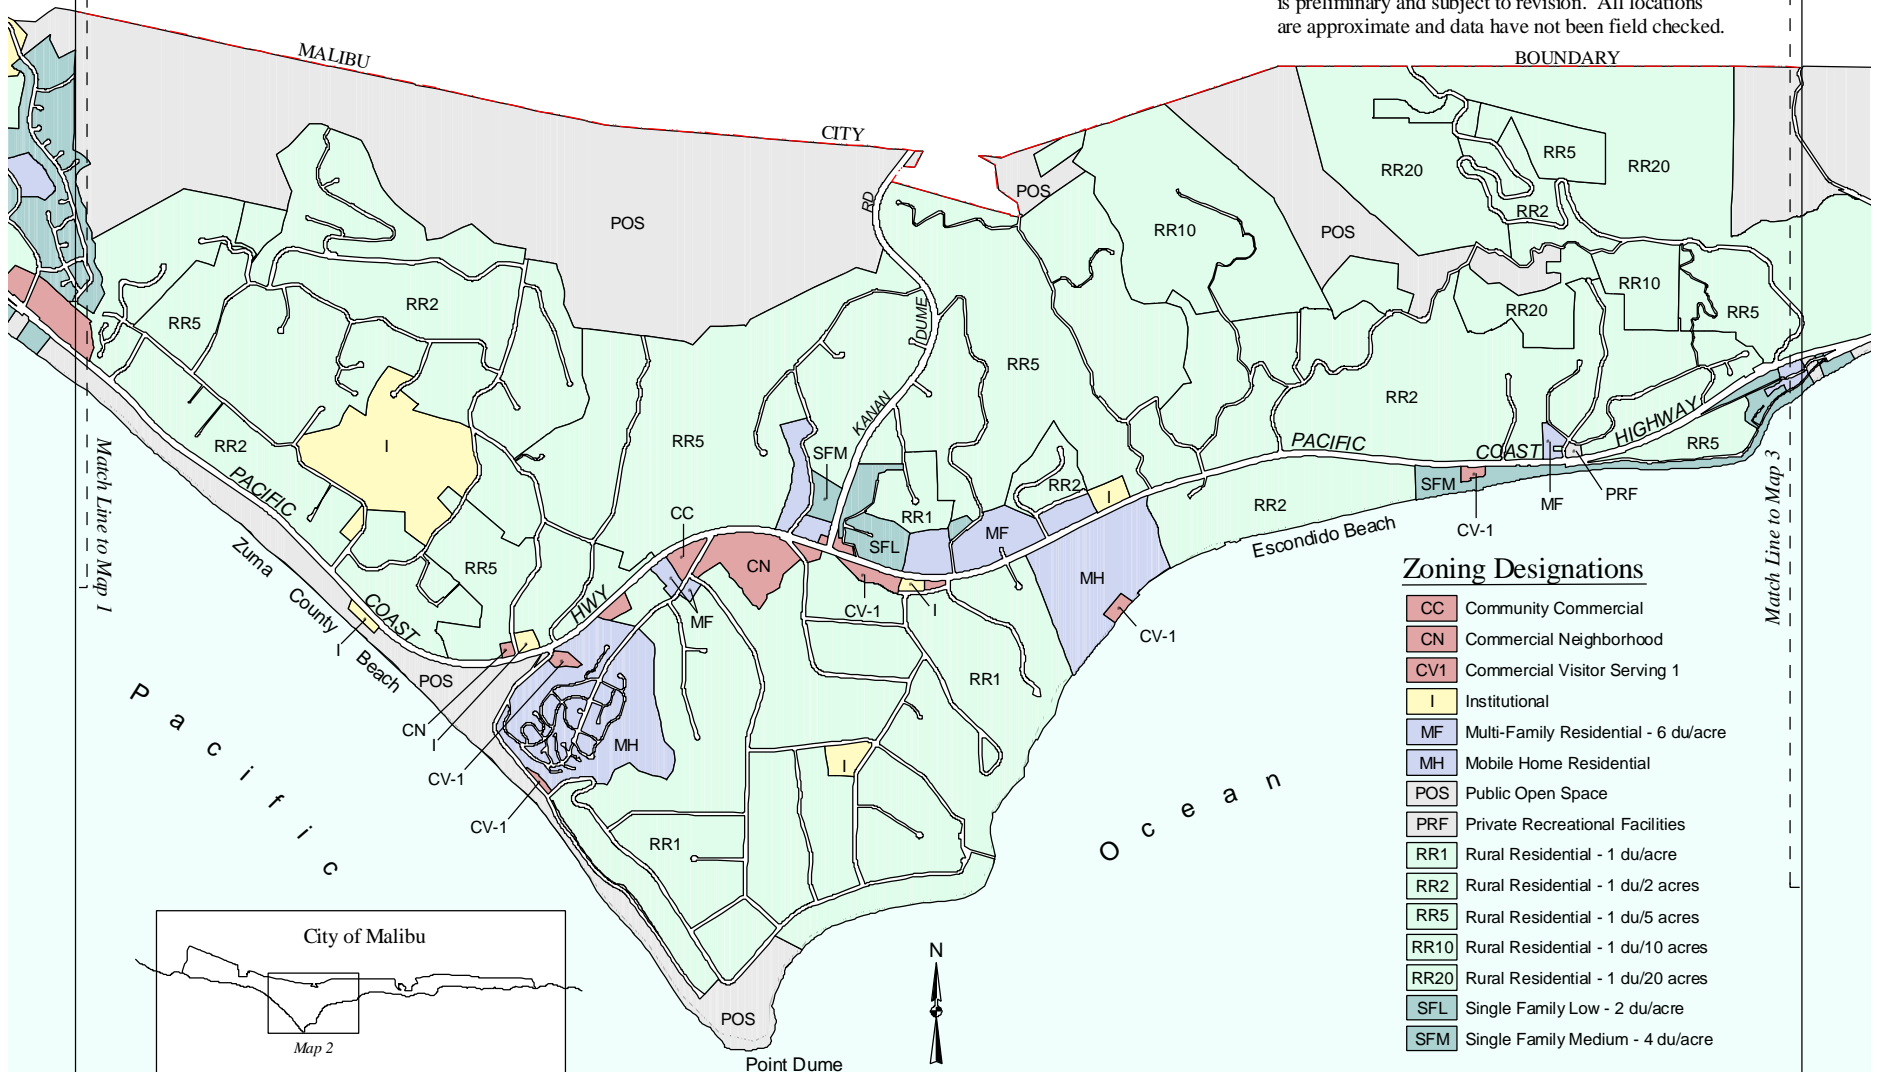 is preliminary and subject to revision. All locations
are approximate and data have not been field checked.
MALIBU
CITY
BOUNDARY
POS
RD
POS
RR10
POS
RR20
RR5
RR20
RR2
RR10
RR20
RR5
RR5
RR2
DUME
RR5
RR2
KANAN
RR2
I
RR5
SFM
RR2
I
PACIFIC
COAST
HIGHWAY
RR5
Match Line to Map 1
PACIFIC
CC
RR1
MF
RR2
SFM
MF
PRF
CV-1
Escondido Beach
Match Line to Map 3
Zuma
County
Beach
COAST
I
RR5
HWY
CN
SFL
CV-1
I
MF
MH
CV-1
POS
CN
I
CV-1
CV-1
MH
RR1
I
RR1
Pacific
Ocean
POS
Point Dume
N
City of Malibu
Map 2
Zoning Designations
CC Community Commercial
CN Commercial Neighborhood
CV1 Commercial Visitor Serving 1
I Institutional
MF Multi-Family Residential - 6 du/acre
MH Mobile Home Residential
POS Public Open Space
PRF Private Recreational Facilities
RR1 Rural Residential - 1 du/acre
RR2 Rural Residential - 1 du/2 acres
RR5 Rural Residential - 1 du/5 acres
RR10 Rural Residential - 1 du/10 acres
RR20 Rural Residential - 1 du/20 acres
SFL Single Family Low - 2 du/acre
SFM Single Family Medium - 4 du/acre